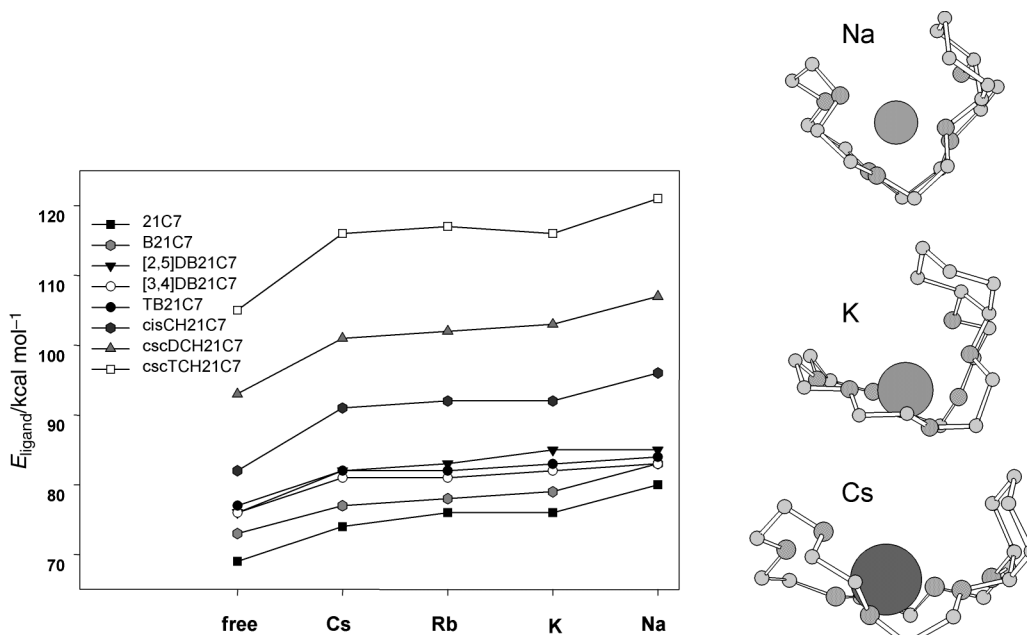 E_ligand/kcal mol⁻¹
120
110
100
90
80
70
21C7
B21C7
[2,5]DB21C7
[3,4]DB21C7
TB21C7
cisCH21C7
cscDCH21C7
cscTCH21C7
free Cs Rb K Na
Na
K
Cs